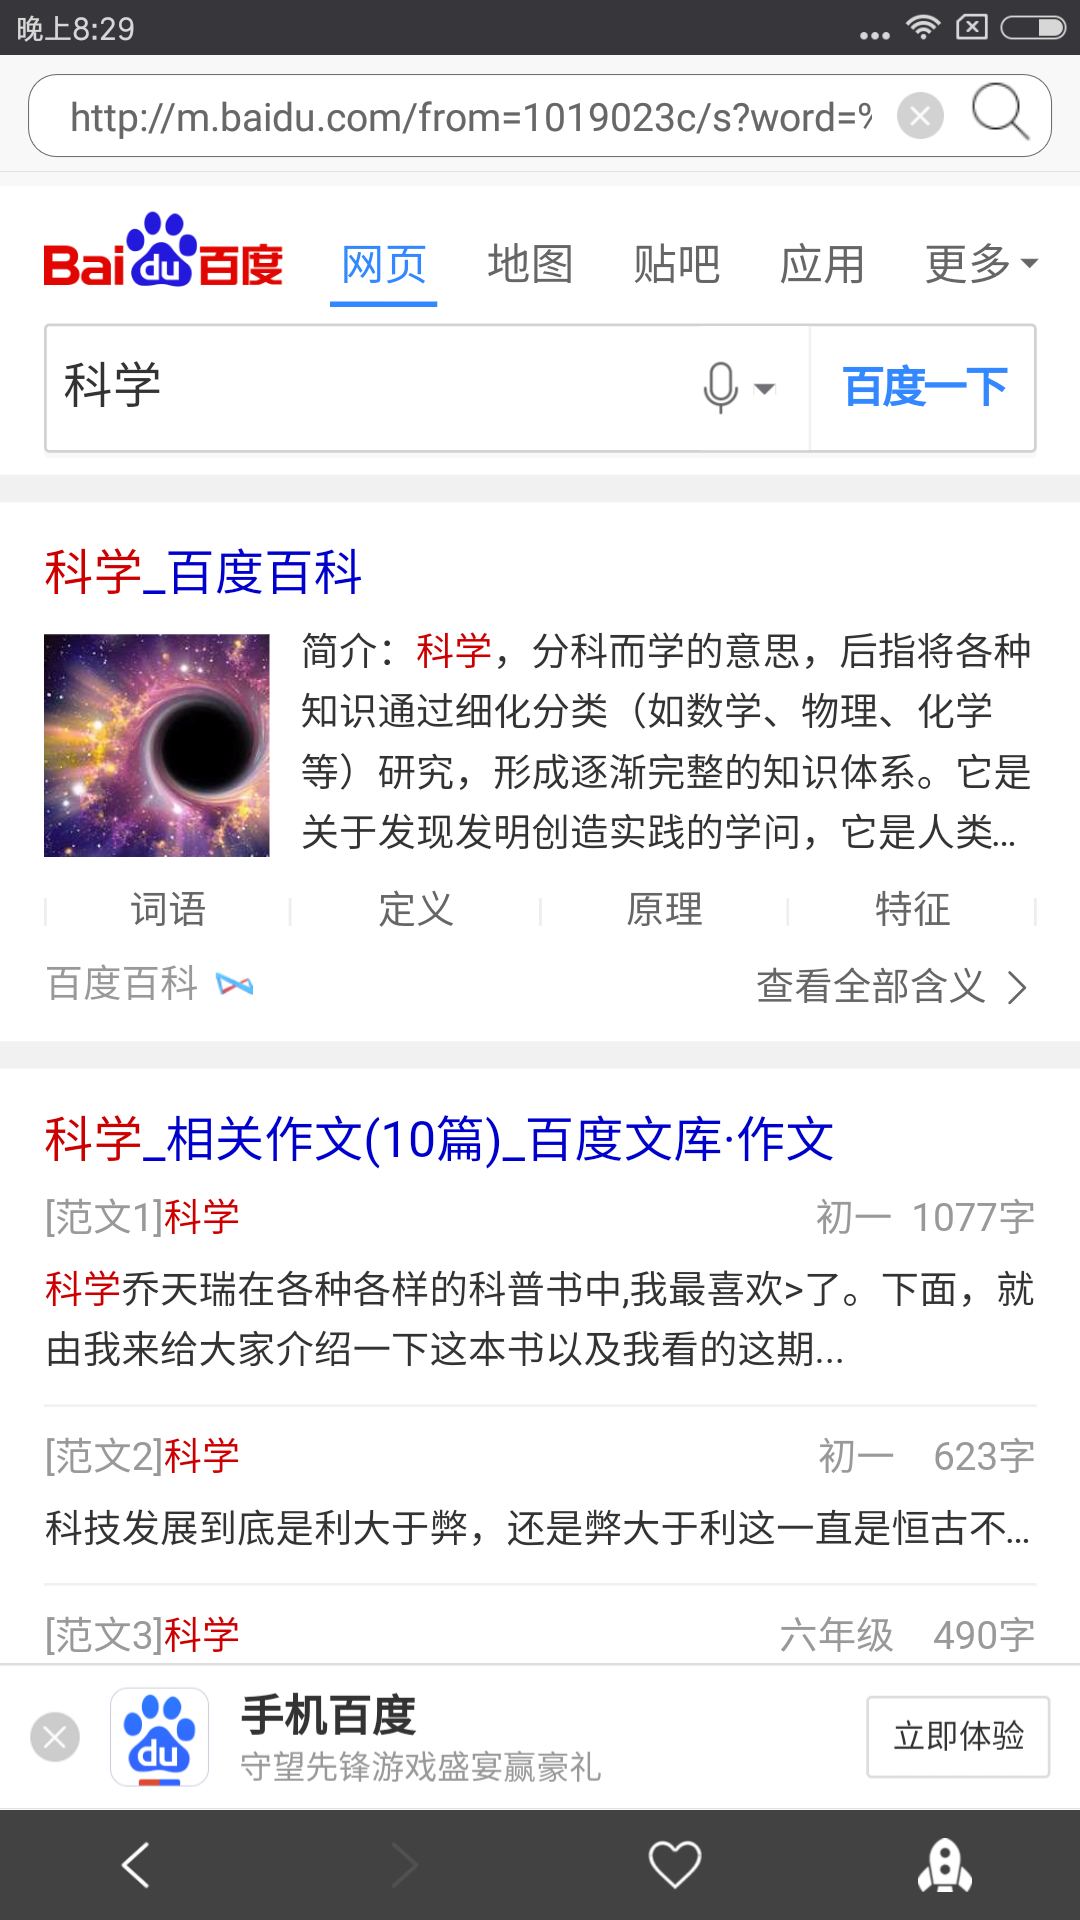 晚上8:29
http://m.baidu.com/from=1019023c/s?word=%
Bai du 百度
网页 地图 贴吧 应用 更多
科学
百度一下
科学_百度百科
简介：科学，分科而学的意思，后指将各种
知识通过细化分类（如数学、物理、化学
等）研究，形成逐渐完整的知识体系。它是
关于发现发明创造实践的学问，它是人类...
词语 定义 原理 特征
百度百科 查看全部含义
科学_相关作文(10篇)_百度文库·作文
[范文1]科学 初一 1077字
科学乔天瑞在各种各样的科普书中,我最喜欢>了。下面，就
由我来给大家介绍一下这本书以及我看的这期...
[范文2]科学 初一 623字
科技发展到底是利大于弊，还是弊大于利这一直是恒古不...
[范文3]科学 六年级 490字
du
手机百度
守望先锋游戏盛宴赢豪礼
立即体验